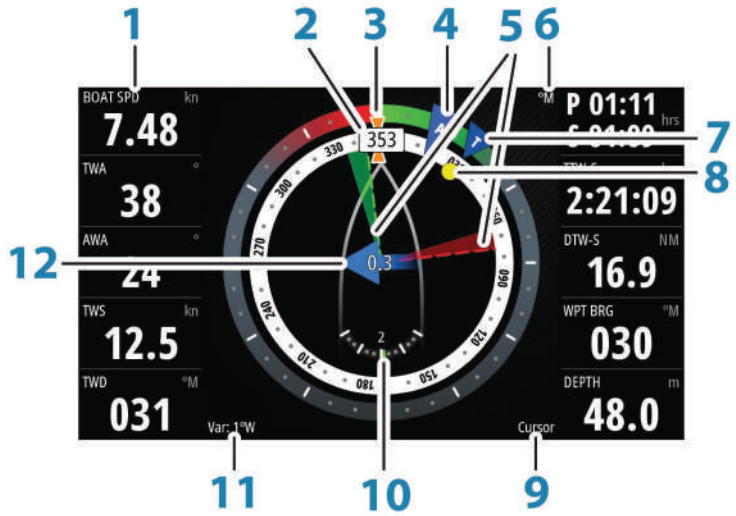 1 2 3 4 5 6
BOAT SPD kn
7.48
TWA °
38
AWA °
24
TWS kn
12.5
TWD °M
031
Var: 1°W
330
300
270
240
210
180
150
120
060
353
A
T
0.3
2
°M
P 01:11 hrs
2:21:09
DTW-S NM
16.9
WPT BRG °M
030
DEPTH m
48.0
Cursor
7
8
12
11 10 9